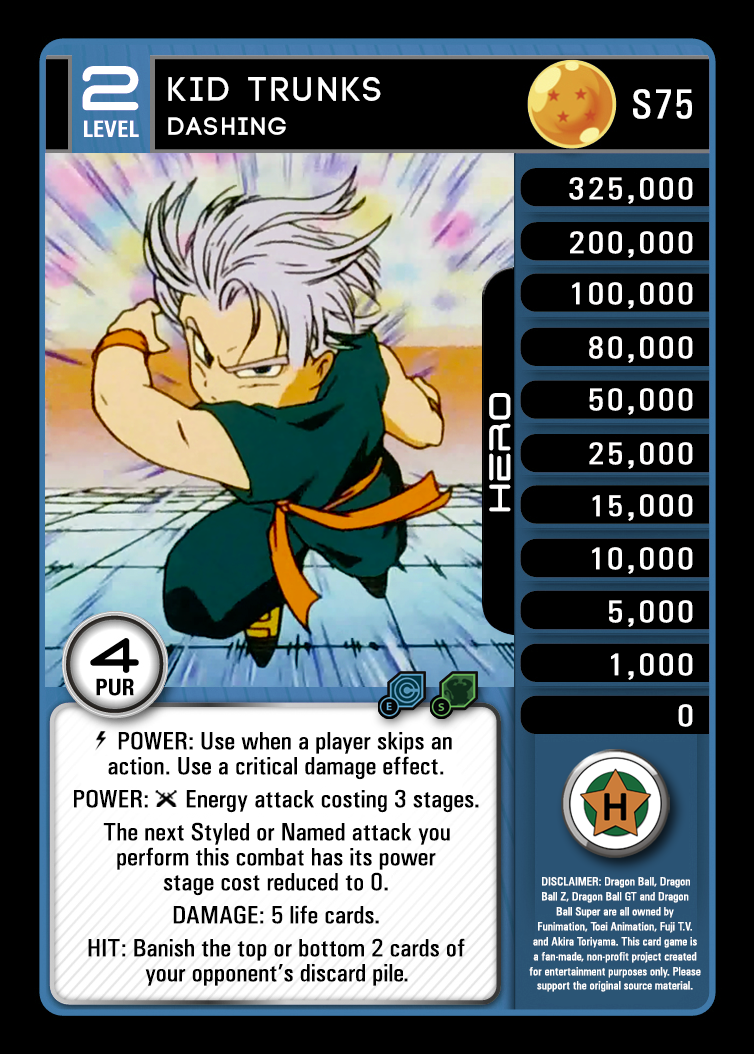 2
LEVEL
KID TRUNKS
DASHING
S75
325,000
200,000
100,000
80,000
50,000
25,000
15,000
10,000
5,000
1,000
0
HERO
4
PUR
E
S
POWER: Use when a player skips an
action. Use a critical damage effect.
POWER: Energy attack costing 3 stages.
The next Styled or Named attack you
perform this combat has its power
stage cost reduced to 0.
DAMAGE: 5 life cards.
HIT: Banish the top or bottom 2 cards of
your opponent's discard pile.
H
DISCLAIMER: Dragon Ball, Dragon
Ball Z, Dragon Ball GT and Dragon
Ball Super are all owned by
Funimation, Toei Animation, Fuji T.V.
and Akira Toriyama. This card game is
a fan-made, non-profit project created
for entertainment purposes only. Please
support the original source material.